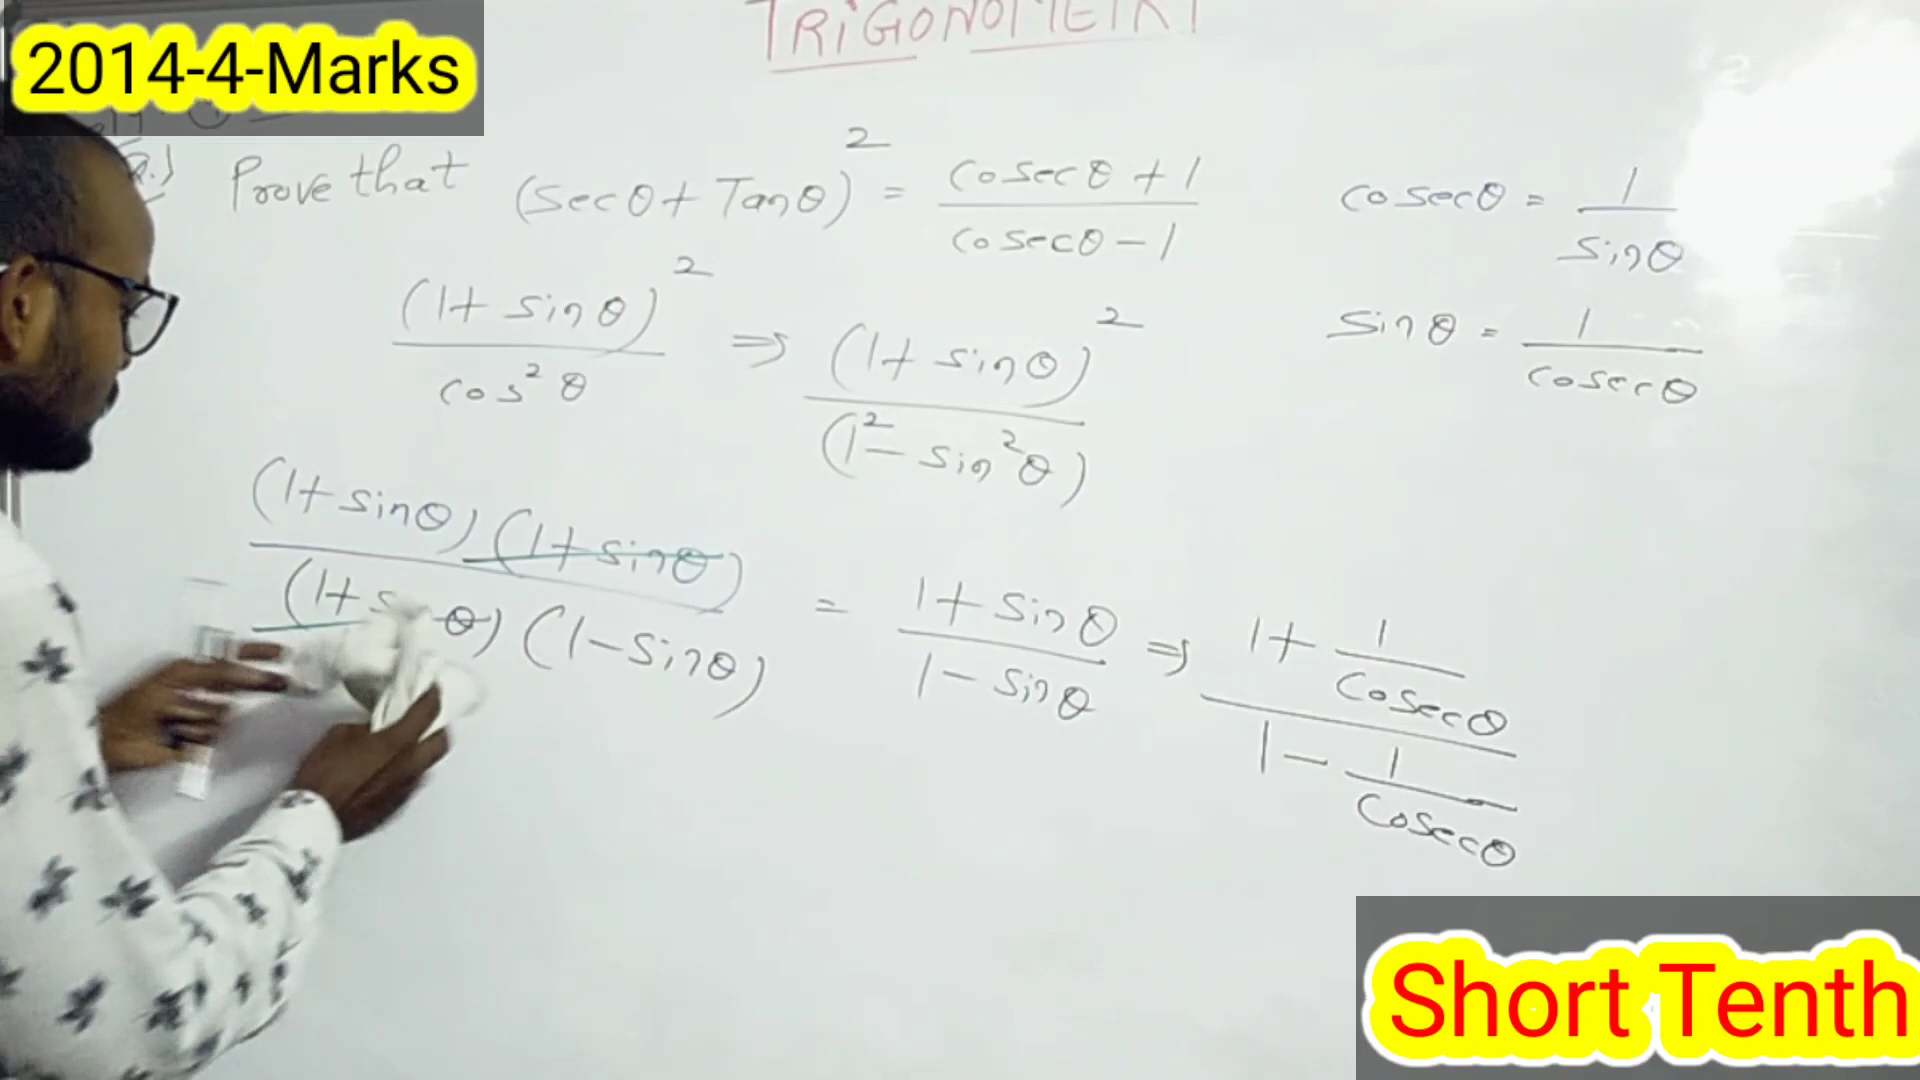 TRIGONOMETRY
2014-4-Marks
Q.) Prove that (secθ + Tanθ)² = cosecθ + 1 / cosecθ - 1
cosecθ = 1 / sinθ
(1 + sinθ)² / cos²θ ⇒ (1 + sinθ)² / (1² - sin²θ)
sinθ = 1 / cosecθ
(1 + sinθ)(1 + sinθ) / (1 + s θ)(1 - sinθ) = 1 + sinθ / 1 - sinθ ⇒ 1 + 1 / cosecθ / 1 - 1 / cosecθ
Short Tenth